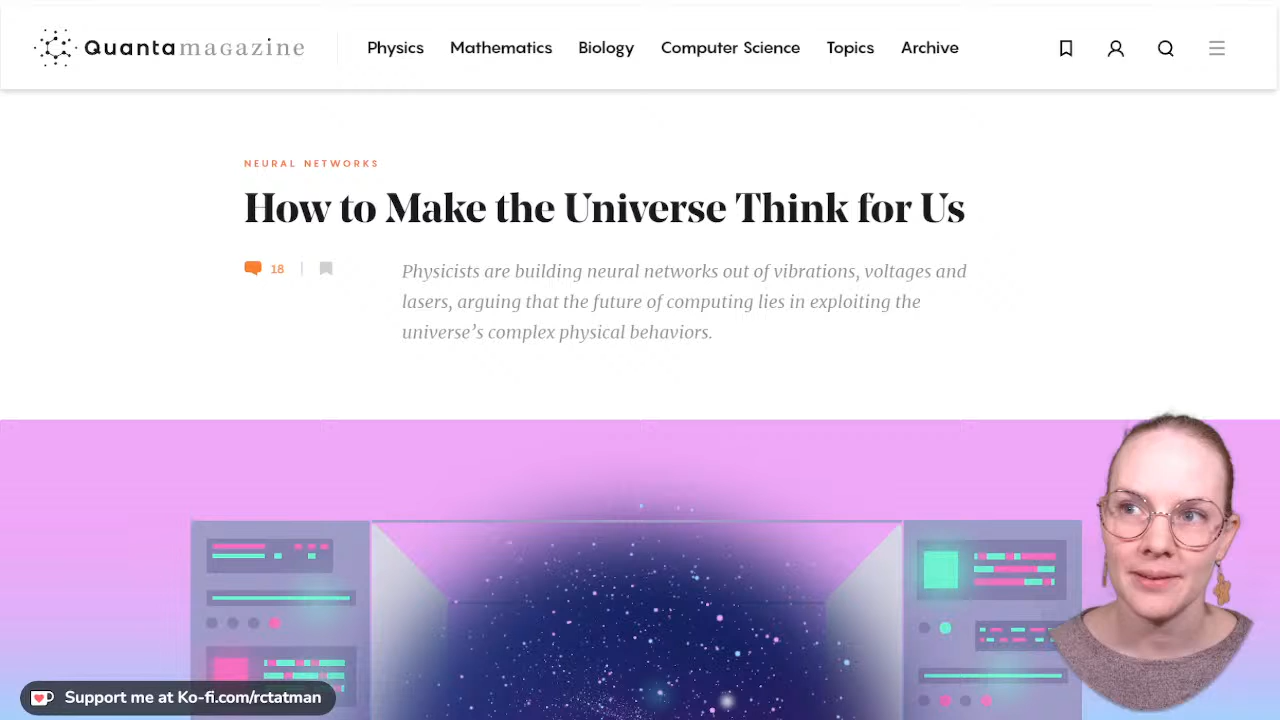 Quantamagazine
Physics Mathematics Biology Computer Science Topics Archive
NEURAL NETWORKS
How to Make the Universe Think for Us
18
Physicists are building neural networks out of vibrations, voltages and
lasers, arguing that the future of computing lies in exploiting the
universe’s complex physical behaviors.
Support me at Ko-fi.com/rctatman